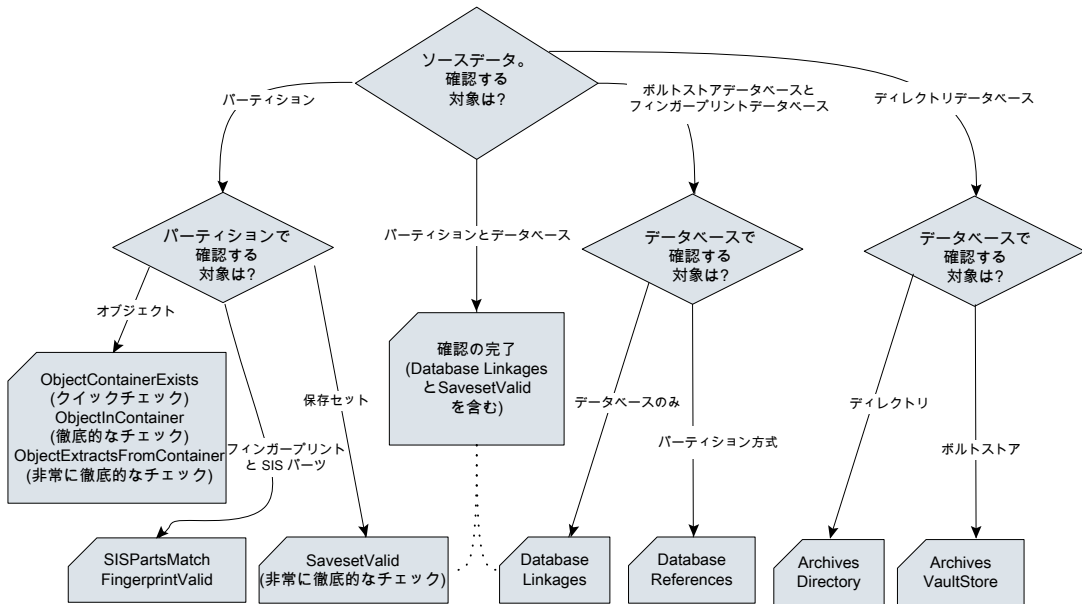 ソースデータ。
確認する
対象は?
パーティション
ボルトストアデータベースと
フィンガープリントデータベース
ディレクトリデータベース
パーティションで
確認する
対象は?
パーティションとデータベース
データベースで
確認する
対象は?
データベースで
確認する
対象は?
オブジェクト
ObjectContainerExists
(クイックチェック)
ObjectInContainer
(徹底的なチェック)
ObjectExtractsFromContainer
(非常に徹底的なチェック)
フィンガープリント
と SIS パーツ
保存セット
確認の完了
(Database Linkages
とSavesetValid
を含む)
データベースのみ
パーティション方式
ディレクトリ
ボルトストア
SISPartsMatch
FingerprintValid
SavesetValid
(非常に徹底的なチェック)
Database
Linkages
Database
References
Archives
Directory
Archives
VaultStore